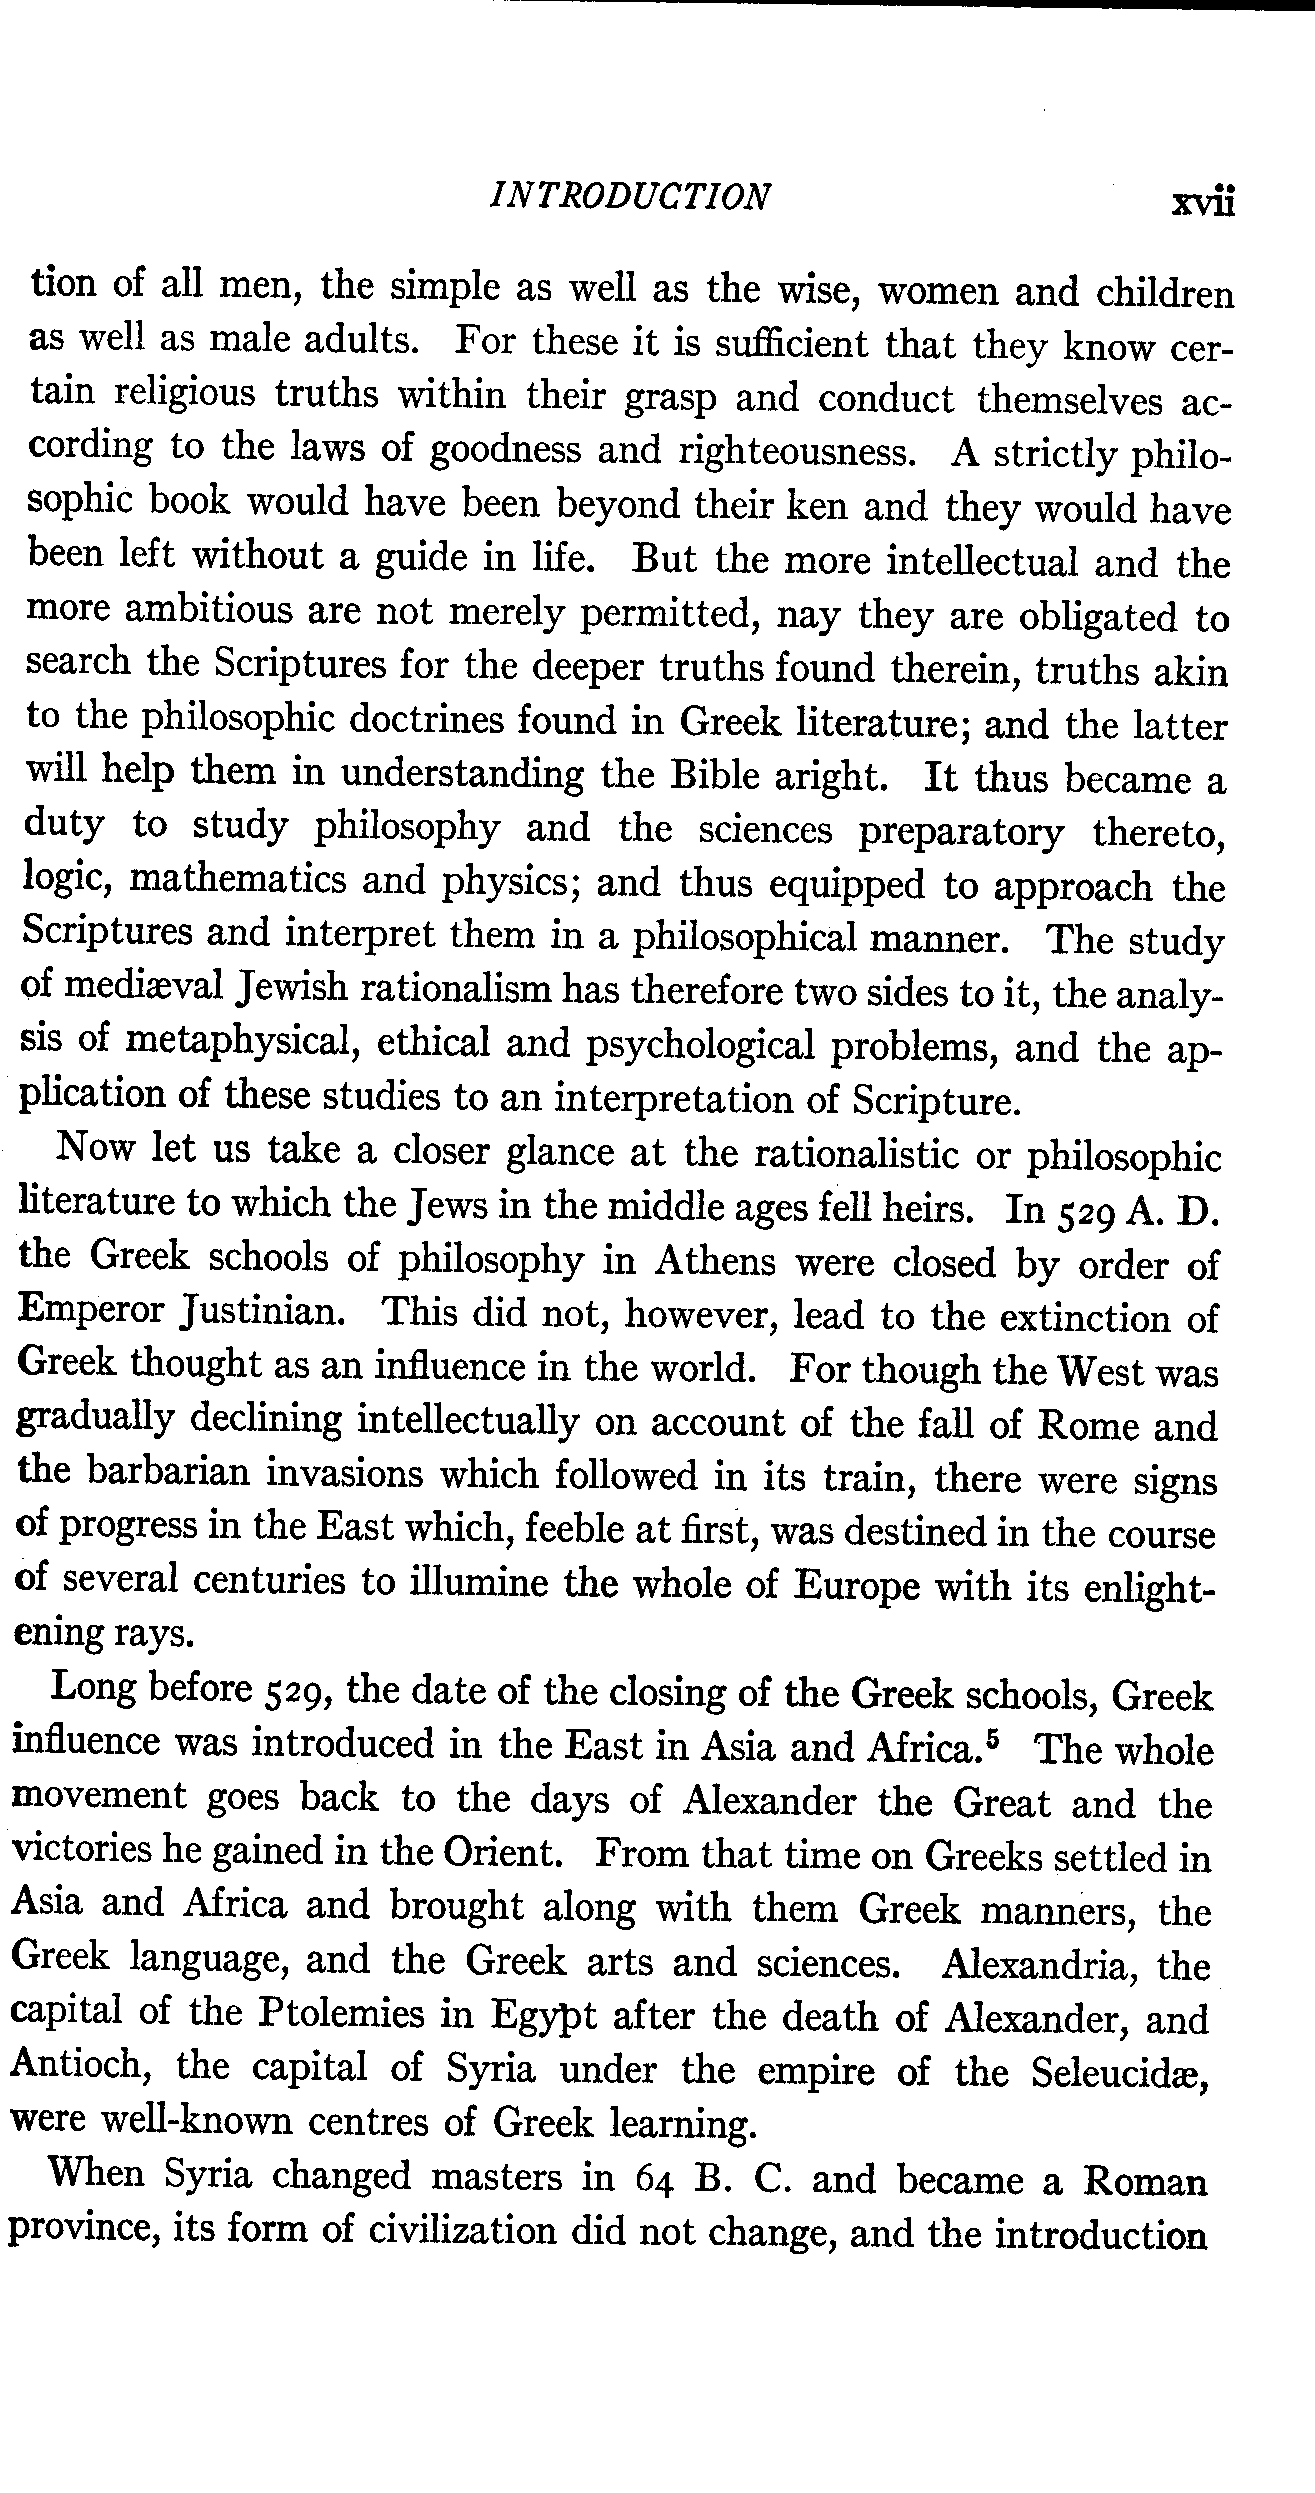 INTRODUCTION xvii
tion of all men, the simple as well as the wise, women and children
as well as male adults. For these it is sufficient that they know cer-
tain religious truths within their grasp and conduct themselves ac-
cording to the laws of goodness and righteousness. A strictly philo-
sophic book would have been beyond their ken and they would have
been left without a guide in life. But the more intellectual and the
more ambitious are not merely permitted, nay they are obligated to
search the Scriptures for the deeper truths found therein, truths akin
to the philosophic doctrines found in Greek literature; and the latter
will help them in understanding the Bible aright. It thus became a
duty to study philosophy and the sciences preparatory thereto,
logic, mathematics and physics; and thus equipped to approach the
Scriptures and interpret them in a philosophical manner. The study
of mediæval Jewish rationalism has therefore two sides to it, the analy-
sis of metaphysical, ethical and psychological problems, and the ap-
plication of these studies to an interpretation of Scripture.
Now let us take a closer glance at the rationalistic or philosophic
literature to which the Jews in the middle ages fell heirs. In 529 A. D.
the Greek schools of philosophy in Athens were closed by order of
Emperor Justinian. This did not, however, lead to the extinction of
Greek thought as an influence in the world. For though the West was
gradually declining intellectually on account of the fall of Rome and
the barbarian invasions which followed in its train, there were signs
of progress in the East which, feeble at first, was destined in the course
of several centuries to illumine the whole of Europe with its enlight-
ening rays.
Long before 529, the date of the closing of the Greek schools, Greek
influence was introduced in the East in Asia and Africa.⁵ The whole
movement goes back to the days of Alexander the Great and the
victories he gained in the Orient. From that time on Greeks settled in
Asia and Africa and brought along with them Greek manners, the
Greek language, and the Greek arts and sciences. Alexandria, the
capital of the Ptolemies in Egypt after the death of Alexander, and
Antioch, the capital of Syria under the empire of the Seleucidæ,
were well-known centres of Greek learning.
When Syria changed masters in 64 B. C. and became a Roman
province, its form of civilization did not change, and the introduction